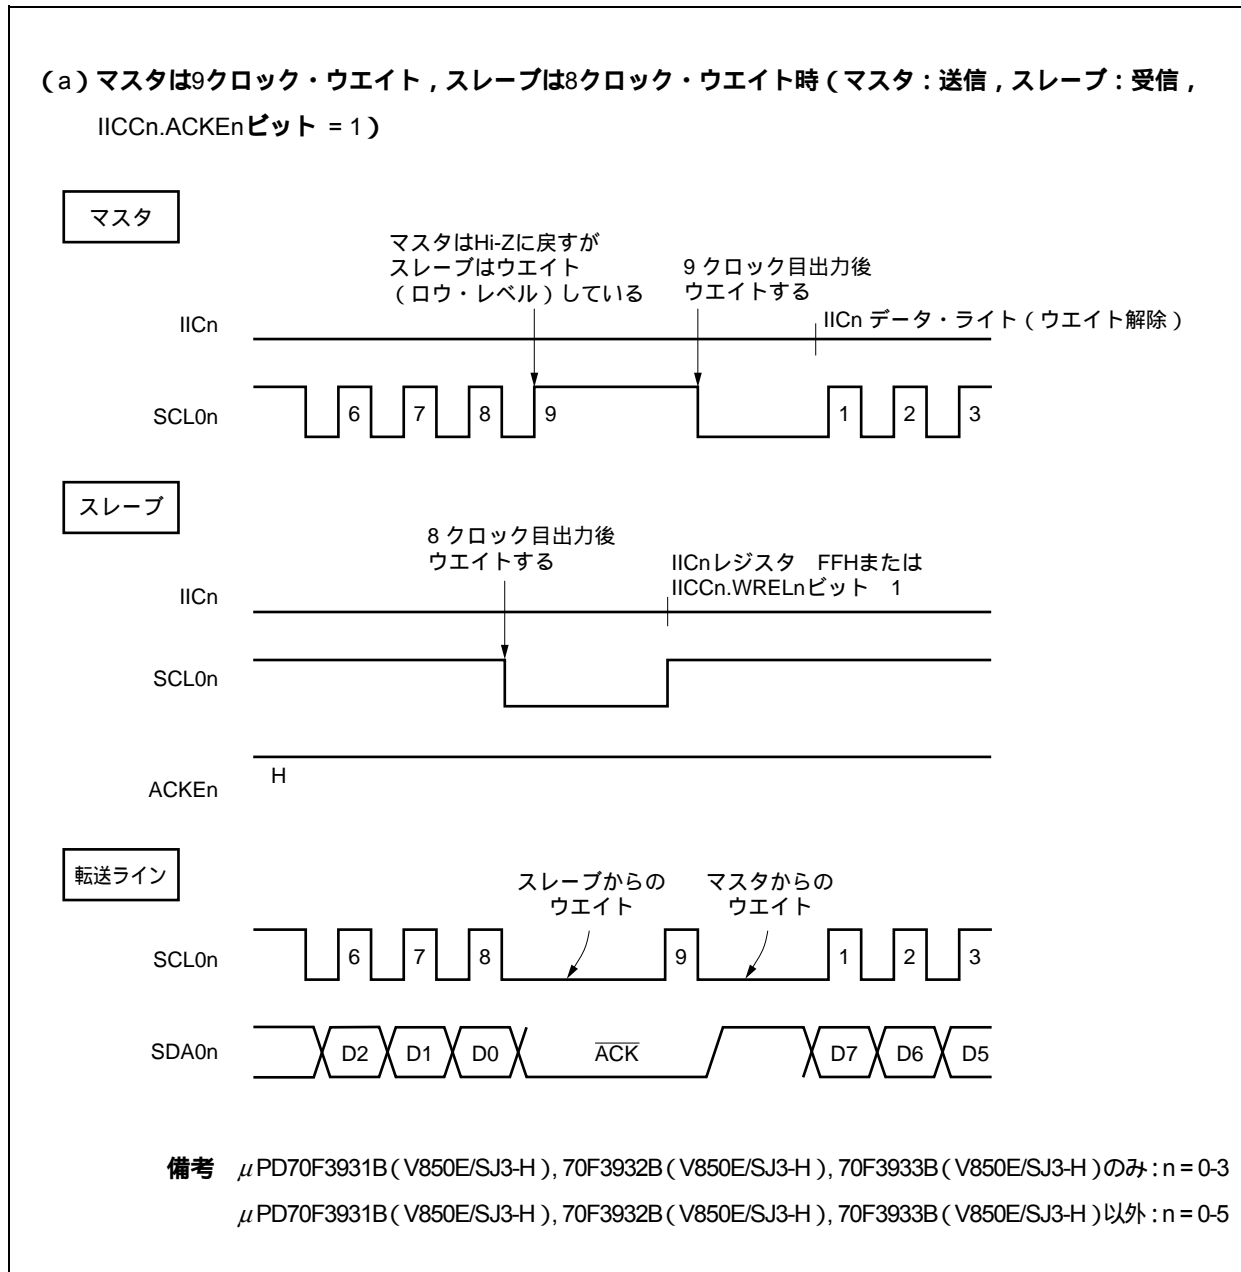 (a)マスタは9クロック・ウエイト,スレーブは8クロック・ウエイト時(マスタ:送信,スレーブ:受信,
IICCn.ACKEnビット = 1)
マスタ
マスタはHi-Zに戻すが
スレーブはウエイト
(ロウ・レベル)している
9 クロック目出力後
ウエイトする
IICn データ・ライト(ウエイト解除)
IICn
SCL0n
6 7 8 9 1 2 3
スレーブ
8 クロック目出力後
ウエイトする
IICnレジスタ FFHまたは
IICCn.WRELnビット 1
IICn
SCL0n
H
ACKEn
転送ライン
スレーブからの
ウエイト
マスタからの
ウエイト
SCL0n
6 7 8 9 1 2 3
SDA0n
D2 D1 D0 ACK D7 D6 D5
備考 μPD70F3931B(V850E/SJ3-H), 70F3932B(V850E/SJ3-H), 70F3933B(V850E/SJ3-H)のみ:n = 0-3
μPD70F3931B(V850E/SJ3-H), 70F3932B(V850E/SJ3-H), 70F3933B(V850E/SJ3-H)以外:n = 0-5